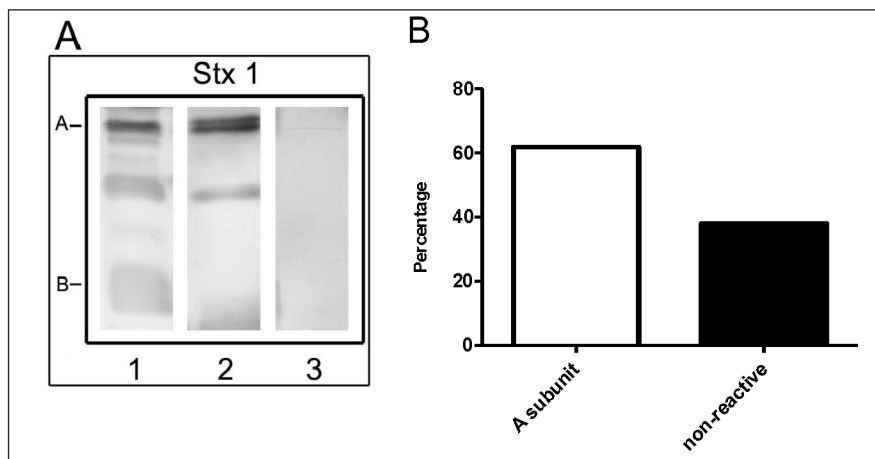 A
Stx 1
A
B
1 2 3
B
80
60
40
20
0
Percentage
A subunit
non-reactive